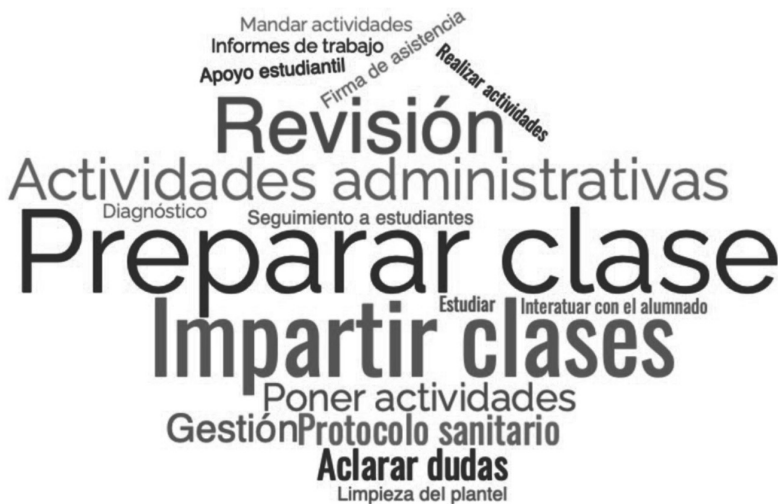 Mandar actividades
Informes de trabajo
Apoyo estudiantil
Firma de asistencia
Realizar actividades
Revisión
Actividades administrativas
Diagnóstico
Seguimiento a estudiantes
Preparar clase
Estudiar
Interatuar con el alumnado
Impartir clases
Poner actividades
Gestión
Protocolo sanitario
Aclarar dudas
Limpieza del plantel